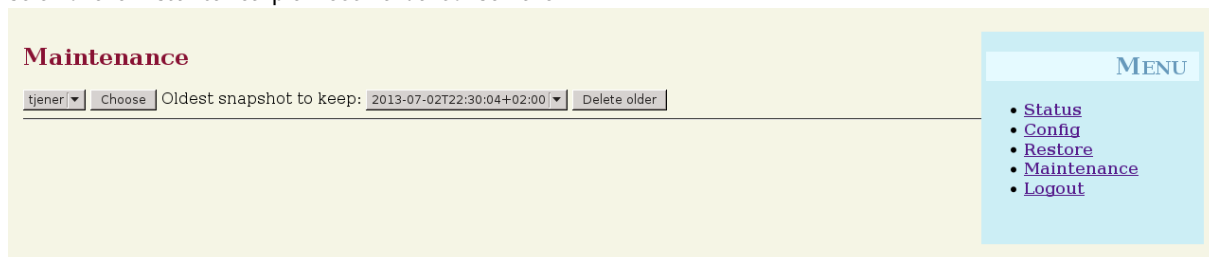 Maintenance
tjener Choose Oldest snapshot to keep: 2013-07-02T22:30:04+02:00 Delete older
MENU
Status
Config
Restore
Maintenance
Logout